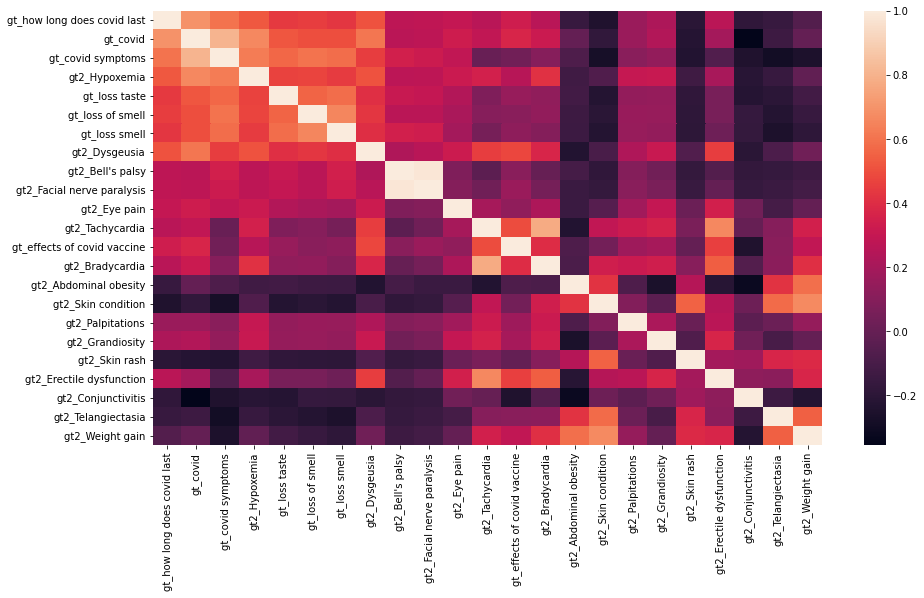 gt_how long does covid last
gt_covid
gt_covid symptoms
gt2_Hypoxemia
gt_loss taste
gt_loss of smell
gt_loss smell
gt2_Dysgeusia
gt2_Bell's palsy
gt2_Facial nerve paralysis
gt2_Eye pain
gt2_Tachycardia
gt_effects of covid vaccine
gt2_Bradycardia
gt2_Abdominal obesity
gt2_Skin condition
gt2_Palpitations
gt2_Grandiosity
gt2_Skin rash
gt2_Erectile dysfunction
gt2_Conjunctivitis
gt2_Telangiectasia
gt2_Weight gain
gt_how long does covid last
gt_covid
gt_covid symptoms
gt2_Hypoxemia
gt_loss taste
gt_loss of smell
gt_loss smell
gt2_Dysgeusia
gt2_Bell's palsy
gt2_Facial nerve paralysis
gt2_Eye pain
gt2_Tachycardia
gt_effects of covid vaccine
gt2_Bradycardia
gt2_Abdominal obesity
gt2_Skin condition
gt2_Palpitations
gt2_Grandiosity
gt2_Skin rash
gt2_Erectile dysfunction
gt2_Conjunctivitis
gt2_Telangiectasia
gt2_Weight gain
1.0
0.8
0.6
0.4
0.2
0.0
−0.2